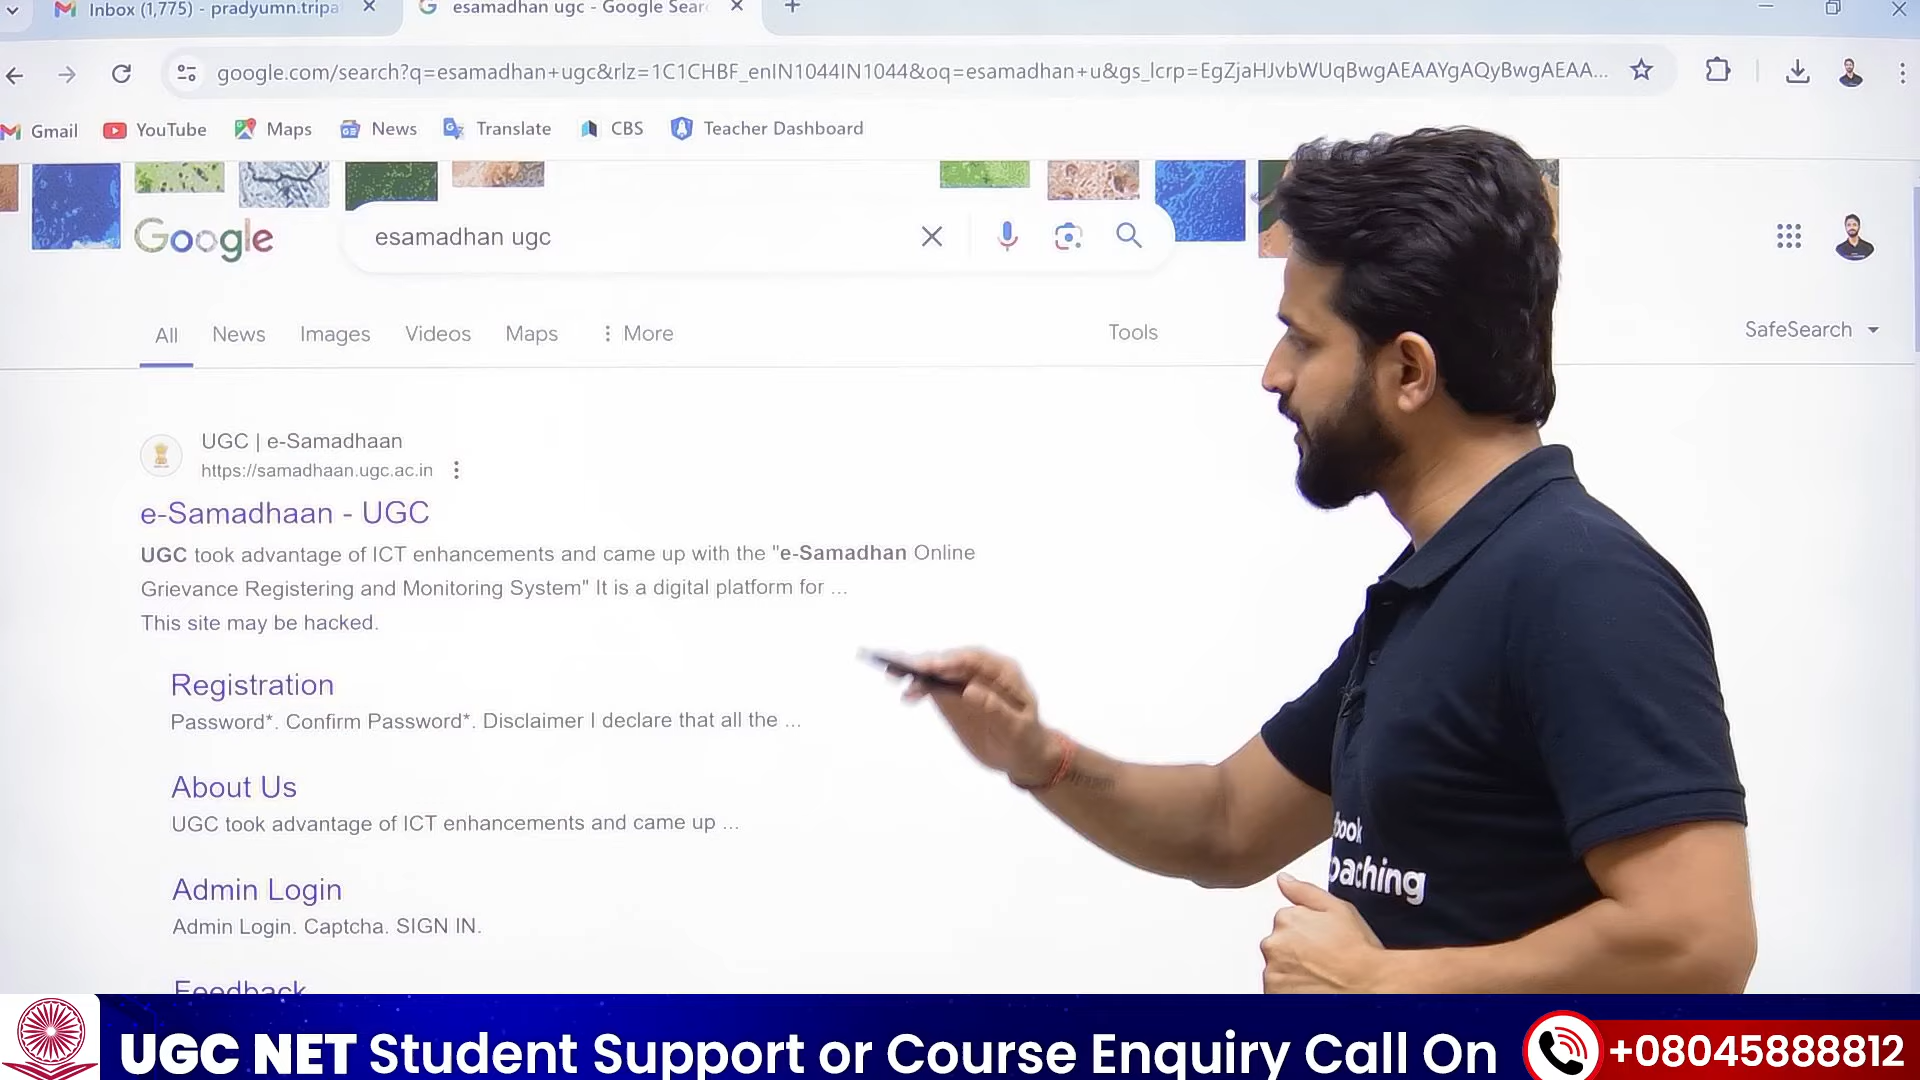 Inbox (1,775) - pradyumn.tripa
esamadhan ugc - Google Sear
google.com/search?q=esamadhan+ugc&rlz=1C1CHBF_enIN1044IN1044&oq=esamadhan+u&gs_lcrp=EgZjaHJvbWUqBwgAEAAYgAQyBwgAEAA...
Gmail YouTube Maps News Translate CBS Teacher Dashboard
Google
esamadhan ugc
All News Images Videos Maps More Tools SafeSearch
UGC | e-Samadhaan
https://samadhaan.ugc.ac.in
e-Samadhaan - UGC
UGC took advantage of ICT enhancements and came up with the "e-Samadhan Online
Grievance Registering and Monitoring System" It is a digital platform for ...
This site may be hacked.
Registration
Password*. Confirm Password*. Disclaimer I declare that all the ...
About Us
UGC took advantage of ICT enhancements and came up ...
Admin Login
Admin Login. Captcha. SIGN IN.
Feedback
book
oaching
UGC NET Student Support or Course Enquiry Call On +08045888812